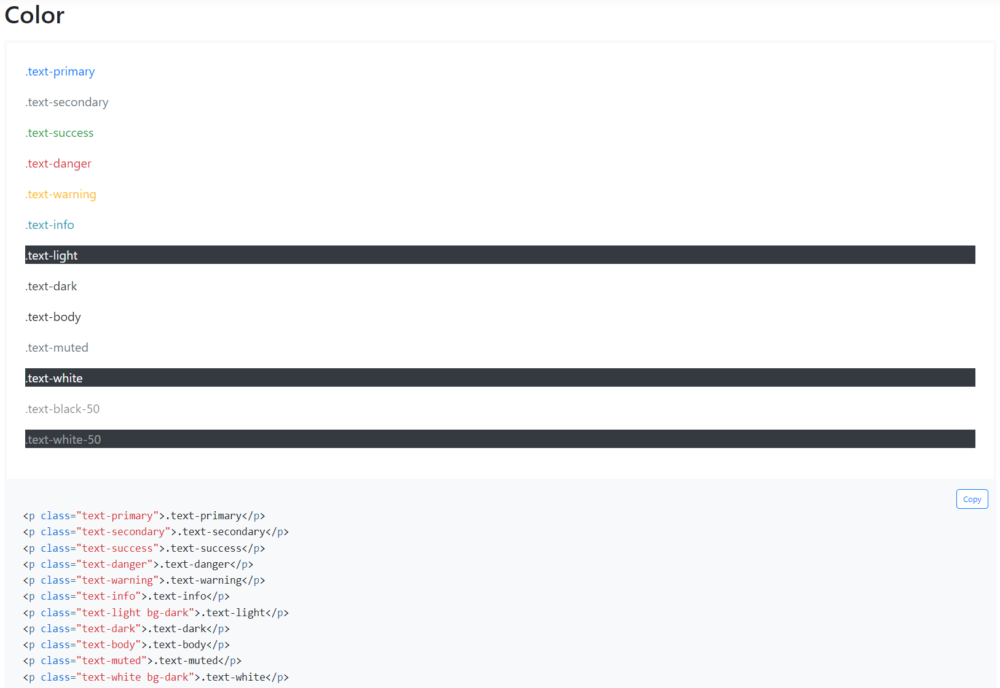 Color
.text-primary
.text-secondary
.text-success
.text-danger
.text-warning
.text-info
.text-light
.text-dark
.text-body
.text-muted
.text-white
.text-black-50
.text-white-50
Copy
<p class="text-primary">.text-primary</p>
<p class="text-secondary">.text-secondary</p>
<p class="text-success">.text-success</p>
<p class="text-danger">.text-danger</p>
<p class="text-warning">.text-warning</p>
<p class="text-info">.text-info</p>
<p class="text-light bg-dark">.text-light</p>
<p class="text-dark">.text-dark</p>
<p class="text-body">.text-body</p>
<p class="text-muted">.text-muted</p>
<p class="text-white bg-dark">.text-white</p>